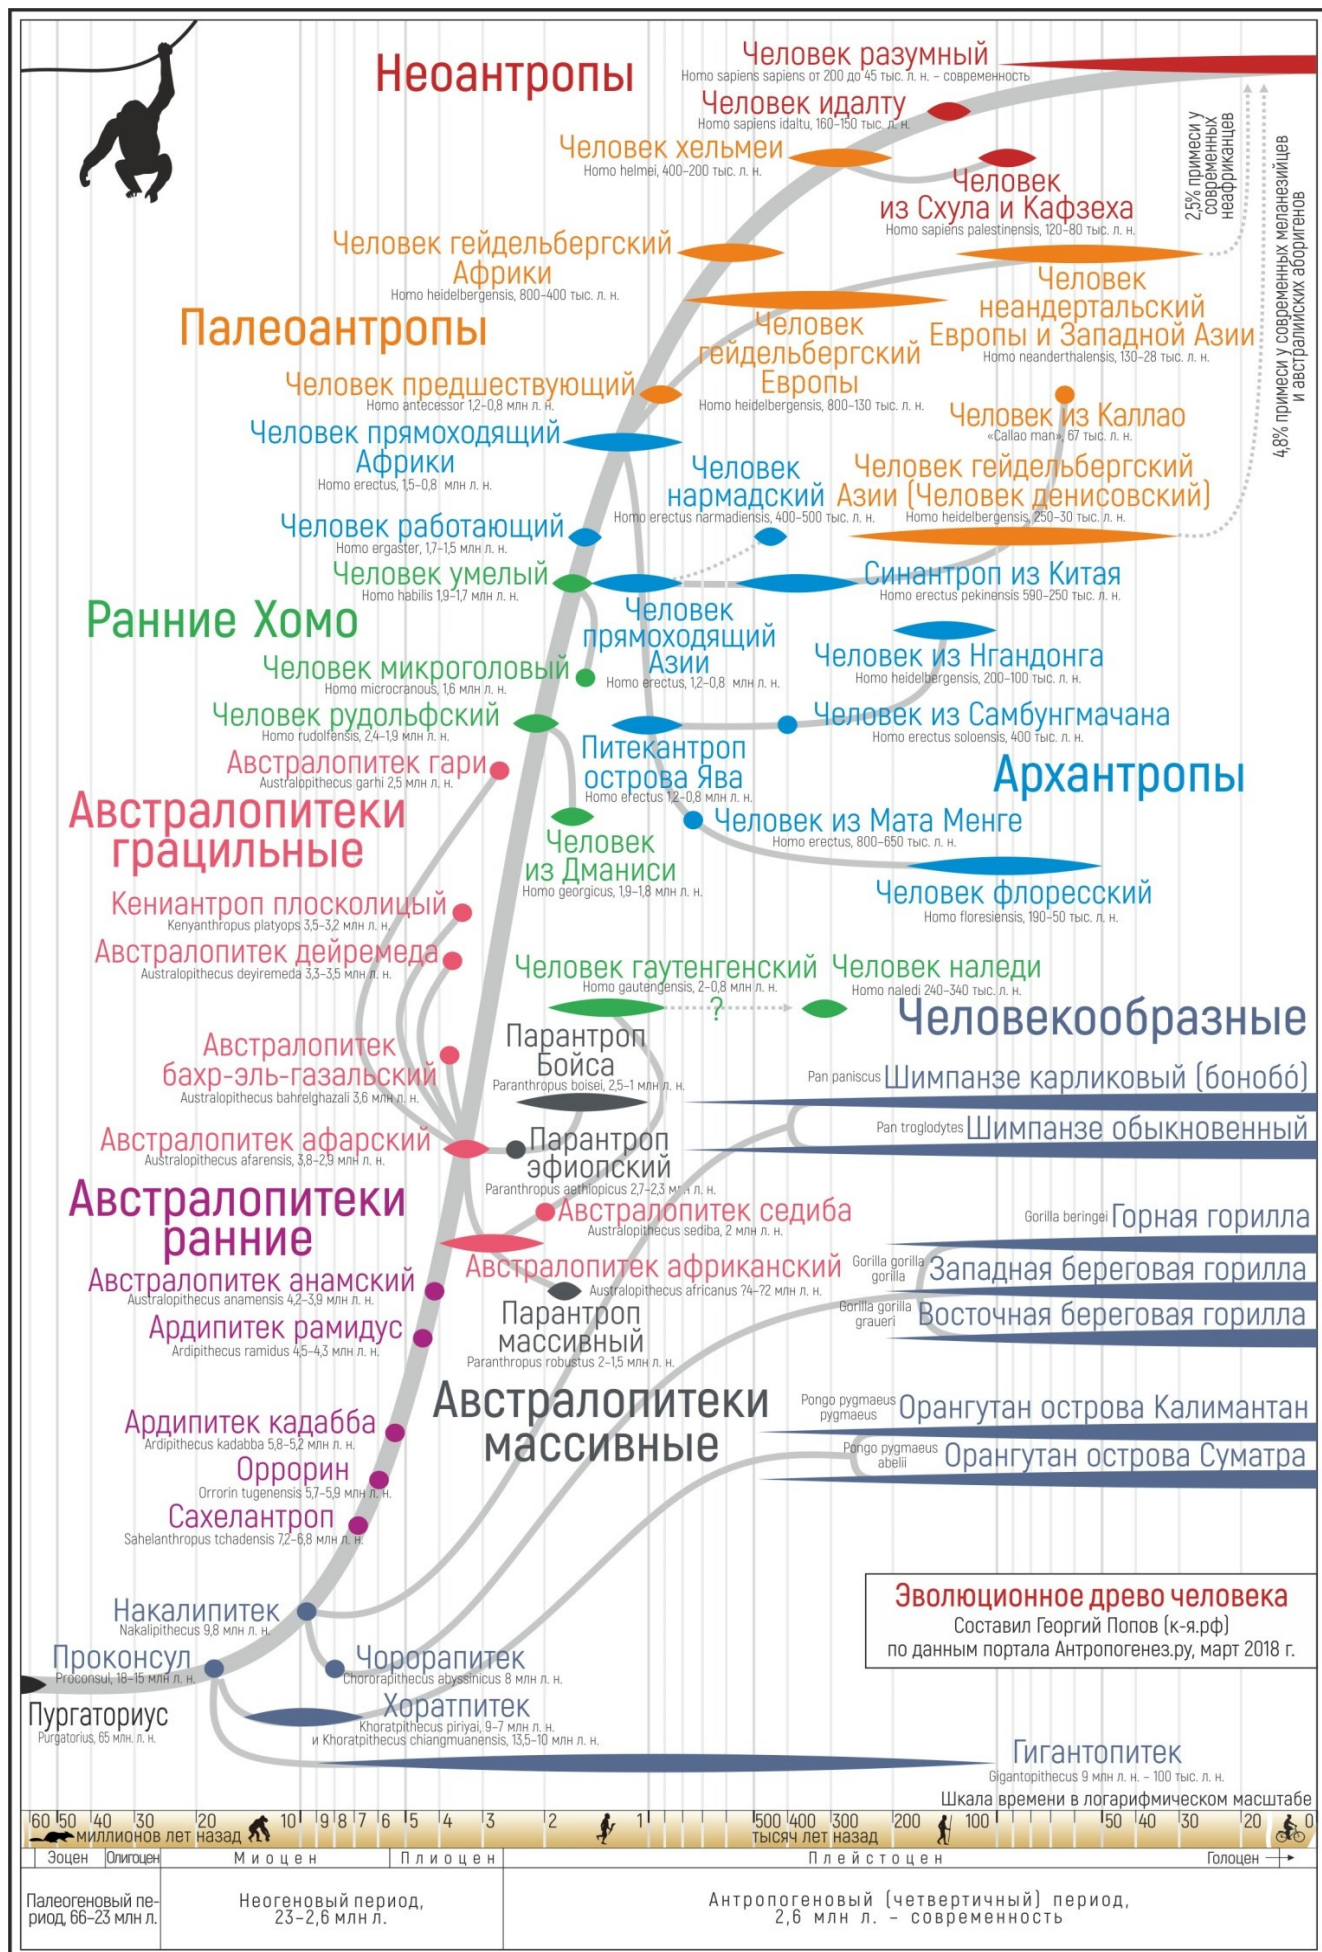 Неоантропы
Человек разумный
Homo sapiens sapiens от 200 до 45 тыс. л. н. – современность
Человек идалту
Homo sapiens idaltu, 160–150 тыс. л. н.
Человек хельмеи
Homo helmei, 400–200 тыс. л. н.
Человек
из Схула и Кафзеха
Homo sapiens palestinensis, 120–80 тыс. л. н.
2,5% примеси у
современных
неафриканцев
4,8% примеси у современных меланезийцев
и австралийских аборигенов
Человек гейдельбергский
Африки
Homo heidelbergensis, 800–400 тыс. л. н.
Палеоантропы
Человек
гейдельбергский
Европы
Homo heidelbergensis, 800–130 тыс. л. н.
Человек
неандертальский
Европы и Западной Азии
Homo neanderthalensis, 130–28 тыс. л. н.
Человек предшествующий
Homo antecessor 1,2–0,8 млн л. н.
Человек из Каллао
«Callao man», 67 тыс. л. н.
Человек прямоходящий
Африки
Homo erectus, 1,5–0,8 млн л. н.
Человек
нармадский
Homo erectus narmadiensis, 400–500 тыс. л. н.
Человек гейдельбергский
Азии (Человек денисовский)
Homo heidelbergensis, 250–30 тыс. л. н.
Человек работающий
Homo ergaster, 1,7–1,5 млн л. н.
Человек умелый
Homo habilis 1,9–1,7 млн л. н.
Синантроп из Китая
Homo erectus pekinensis 590–250 тыс. л. н.
Ранние Хомо
Человек
прямоходящий
Азии
Homo erectus, 1,2–0,8 млн л. н.
Человек из Нгандонга
Homo heidelbergensis, 200–100 тыс. л. н.
Человек микроголовый
Homo microcranous, 1,6 млн л. н.
Человек рудольфский
Homo rudolfensis, 2,4–1,9 млн л. н.
Человек из Самбунгмачана
Homo erectus soloensis, 400 тыс. л. н.
Питекантроп
острова Ява
Homo erectus 1,2–0,8 млн л. н.
Австралопитек гари
Australopithecus garhi 2,5 млн л. н.
Архантропы
Австралопитеки
грацильные
Человек из Мата Менге
Homo erectus, 800–650 тыс. л. н.
Человек
из Дманиси
Homo georgicus, 1,9–1,8 млн л. н.
Человек флоресский
Homo floresiensis, 190–50 тыс. л. н.
Кениантроп плосколицый
Kenyanthropus platyops 3,5–3,2 млн л. н.
Австралопитек дейремеда
Australopithecus deyiremeda 3,3–3,5 млн л. н.
Человек гаутенгенский
Homo gautengensis, 2–0,8 млн л. н.
?
Человек наледи
Homo naledi 240–340 тыс. л. н.
Человекообразные
Австралопитек
бахр-эль-газальский
Australopithecus bahrelghazali 3,6 млн л. н.
Парантроп
Бойса
Paranthropus boisei, 2,5–1 млн л. н.
Pan paniscus Шимпанзе карликовый (бонобо́)
Pan troglodytes Шимпанзе обыкновенный
Австралопитек афарский
Australopithecus afarensis, 3,8–2,9 млн л. н.
Парантроп
эфиопский
Paranthropus aethiopicus 2,7–2,3 млн л. н.
Австралопитеки
ранние
Австралопитек седиба
Australopithecus sediba, 2 млн л. н.
Gorilla beringei Горная горилла
Австралопитек африканский
Australopithecus africanus ?4–?2 млн л. н.
Gorilla gorilla
gorilla
Западная береговая горилла
Австралопитек анамский
Australopithecus anamensis 4,2–3,9 млн л. н.
Gorilla gorilla
graueri
Восточная береговая горилла
Ардипитек рамидус
Ardipithecus ramidus 4,5–4,3 млн л. н.
Парантроп
массивный
Paranthropus robustus 2–1,5 млн л. н.
Австралопитеки
массивные
Pongo pygmaeus
pygmaeus
Орангутан острова Калимантан
Pongo pygmaeus
abelii
Орангутан острова Суматра
Ардипитек кадабба
Ardipithecus kadabba 5,8–5,2 млн л. н.
Оррорин
Orrorin tugenensis 5,7–5,9 млн л. н.
Сахелантроп
Sahelanthropus tchadensis 7,2–6,8 млн л. н.
Эволюционное древо человека
Составил Георгий Попов (к-я.рф)
по данным портала Антропогенез.ру, март 2018 г.
Накалипитек
Nakalipithecus 9,8 млн л. н.
Проконсул
Proconsul, 18–15 млн л. н.
Чорорапитек
Chororapithecus abyssinicus 8 млн л. н.
Пургаториус
Purgatorius, 65 млн. л. н.
Хоратпитек
Khoratpithecus piriyai, 9–7 млн л. н.
и Khoratpithecus chiangmuanensis, 13,5–10 млн л. н.
Гигантопитек
Gigantopithecus 9 млн л. н. – 100 тыс. л. н.
Шкала времени в логарифмическом масштабе
60 50 40 30 20 10 9 8 7 6 5 4 3 2 1 500 400 300 200 100 50 40 30 20 0
миллионов лет назад
тысяч лет назад
Эоцен Олигоцен Миоцен Плиоцен Плейстоцен Голоцен
Палеогеновый пе-
риод, 66–23 млн л.
Неогеновый период,
23–2,6 млн л.
Антропогеновый (четвертичный) период,
2,6 млн л. – современность